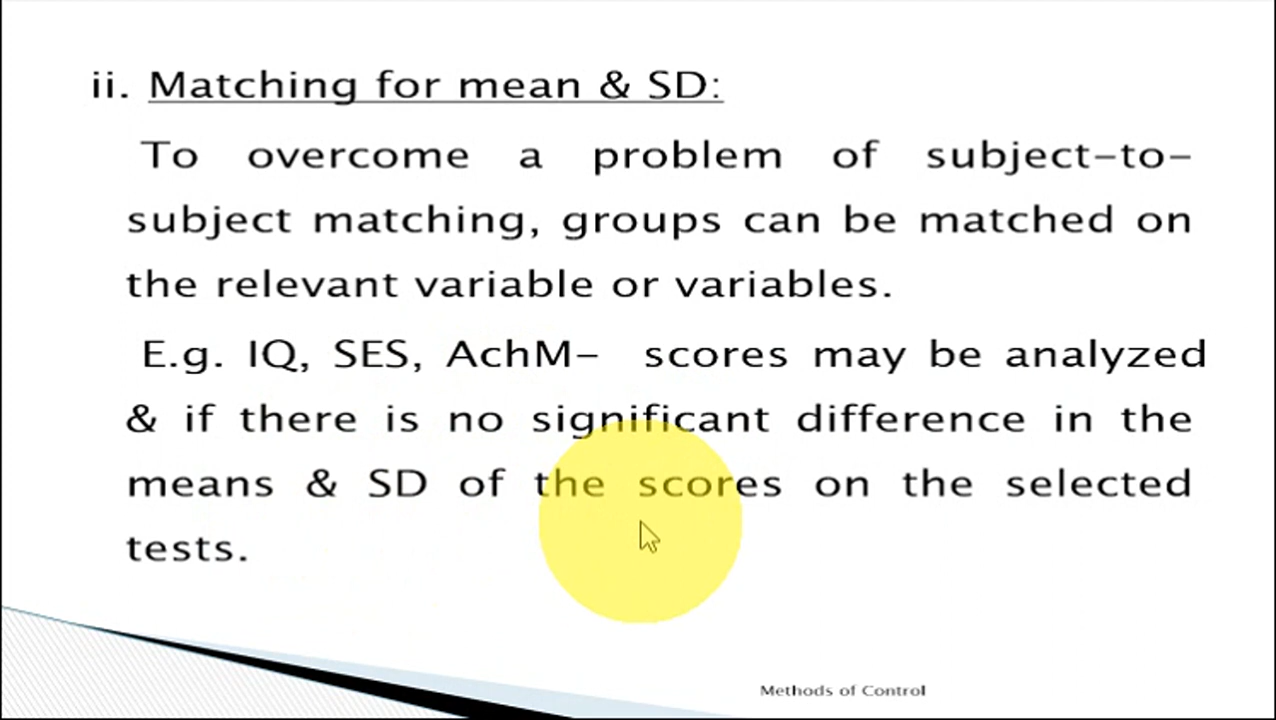 ii. Matching for mean & SD:
To overcome a problem of subject-to-
subject matching, groups can be matched on
the relevant variable or variables.
E.g. IQ, SES, AchM- scores may be analyzed
& if there is no significant difference in the
means & SD of the scores on the selected
tests.
Methods of Control